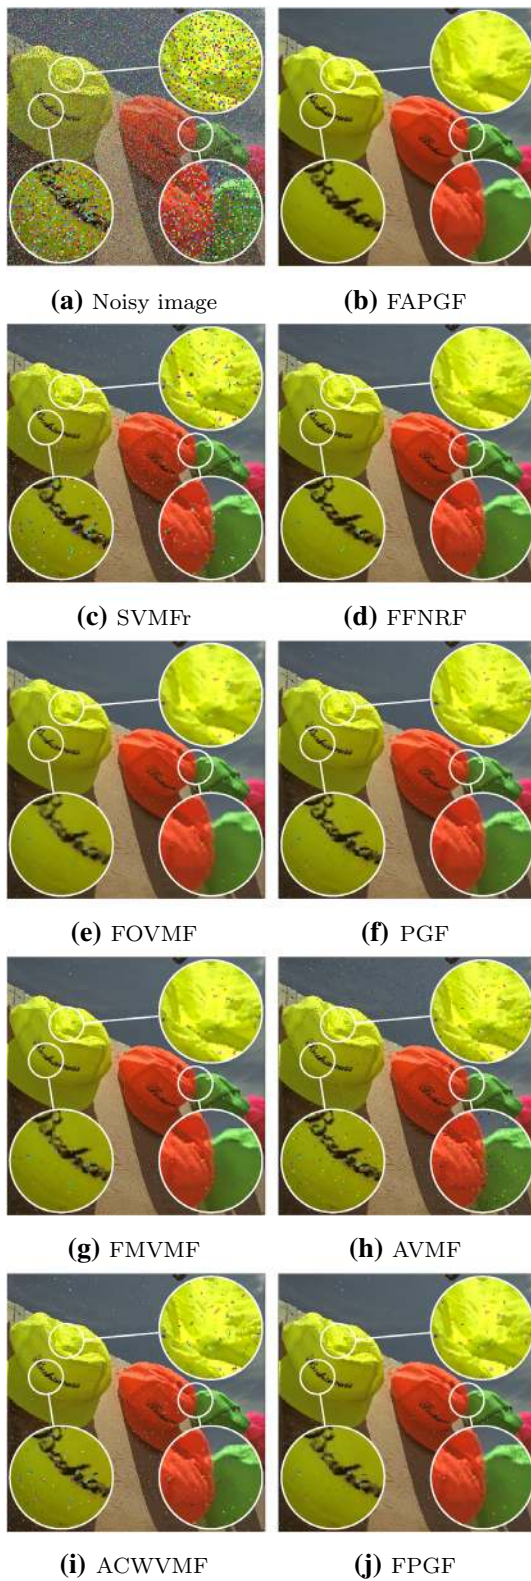 (a) Noisy image
(b) FAPGF
(c) SVMFr
(d) FFNRF
(e) FOVMF
(f) PGF
(g) FMVMF
(h) AVMF
(i) ACWVMF
(j) FPGF